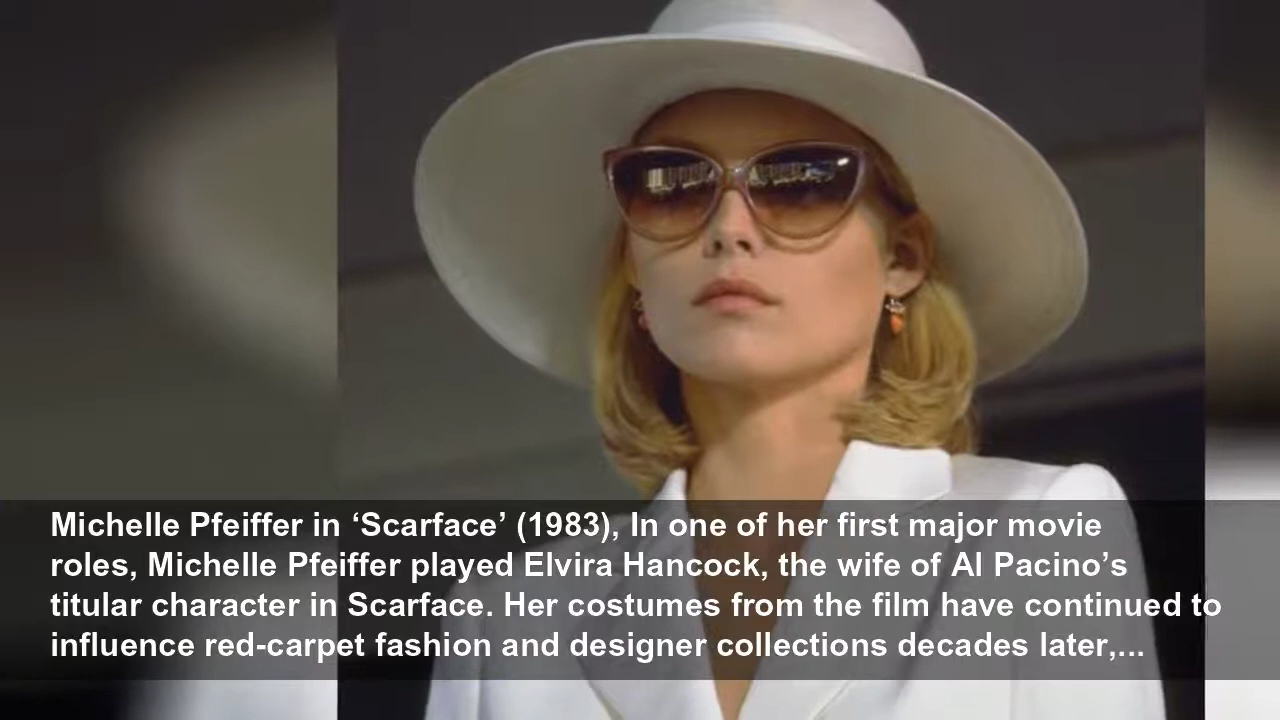 Michelle Pfeiffer in ‘Scarface’ (1983), In one of her first major movie
roles, Michelle Pfeiffer played Elvira Hancock, the wife of Al Pacino’s
titular character in Scarface. Her costumes from the film have continued to
influence red-carpet fashion and designer collections decades later,...